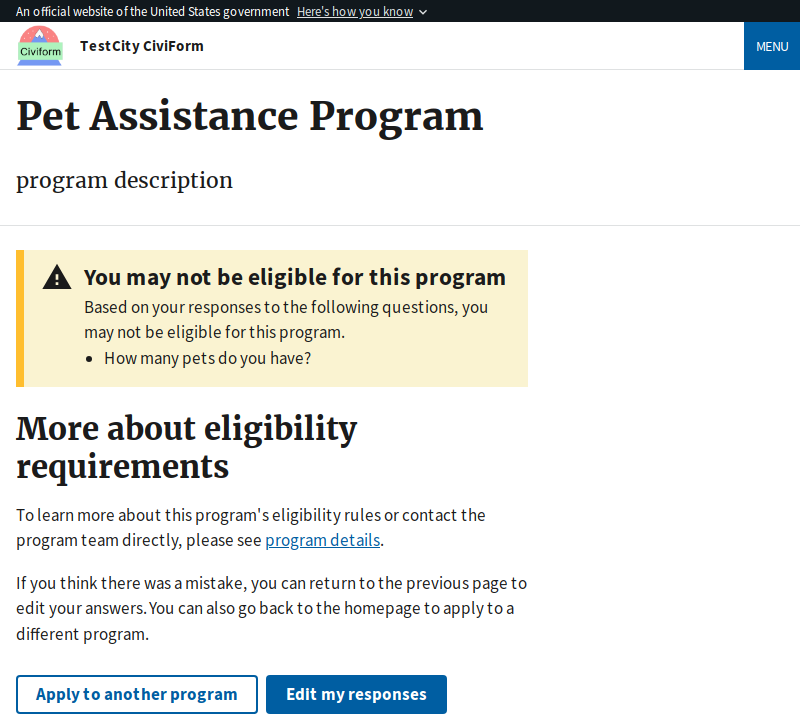 An official website of the United States government Here's how you know
Civiform
TestCity CiviForm
MENU
Pet Assistance Program
program description
You may not be eligible for this program
Based on your responses to the following questions, you
may not be eligible for this program.
• How many pets do you have?
More about eligibility
requirements
To learn more about this program's eligibility rules or contact the
program team directly, please see program details.
If you think there was a mistake, you can return to the previous page to
edit your answers. You can also go back to the homepage to apply to a
different program.
Apply to another program
Edit my responses